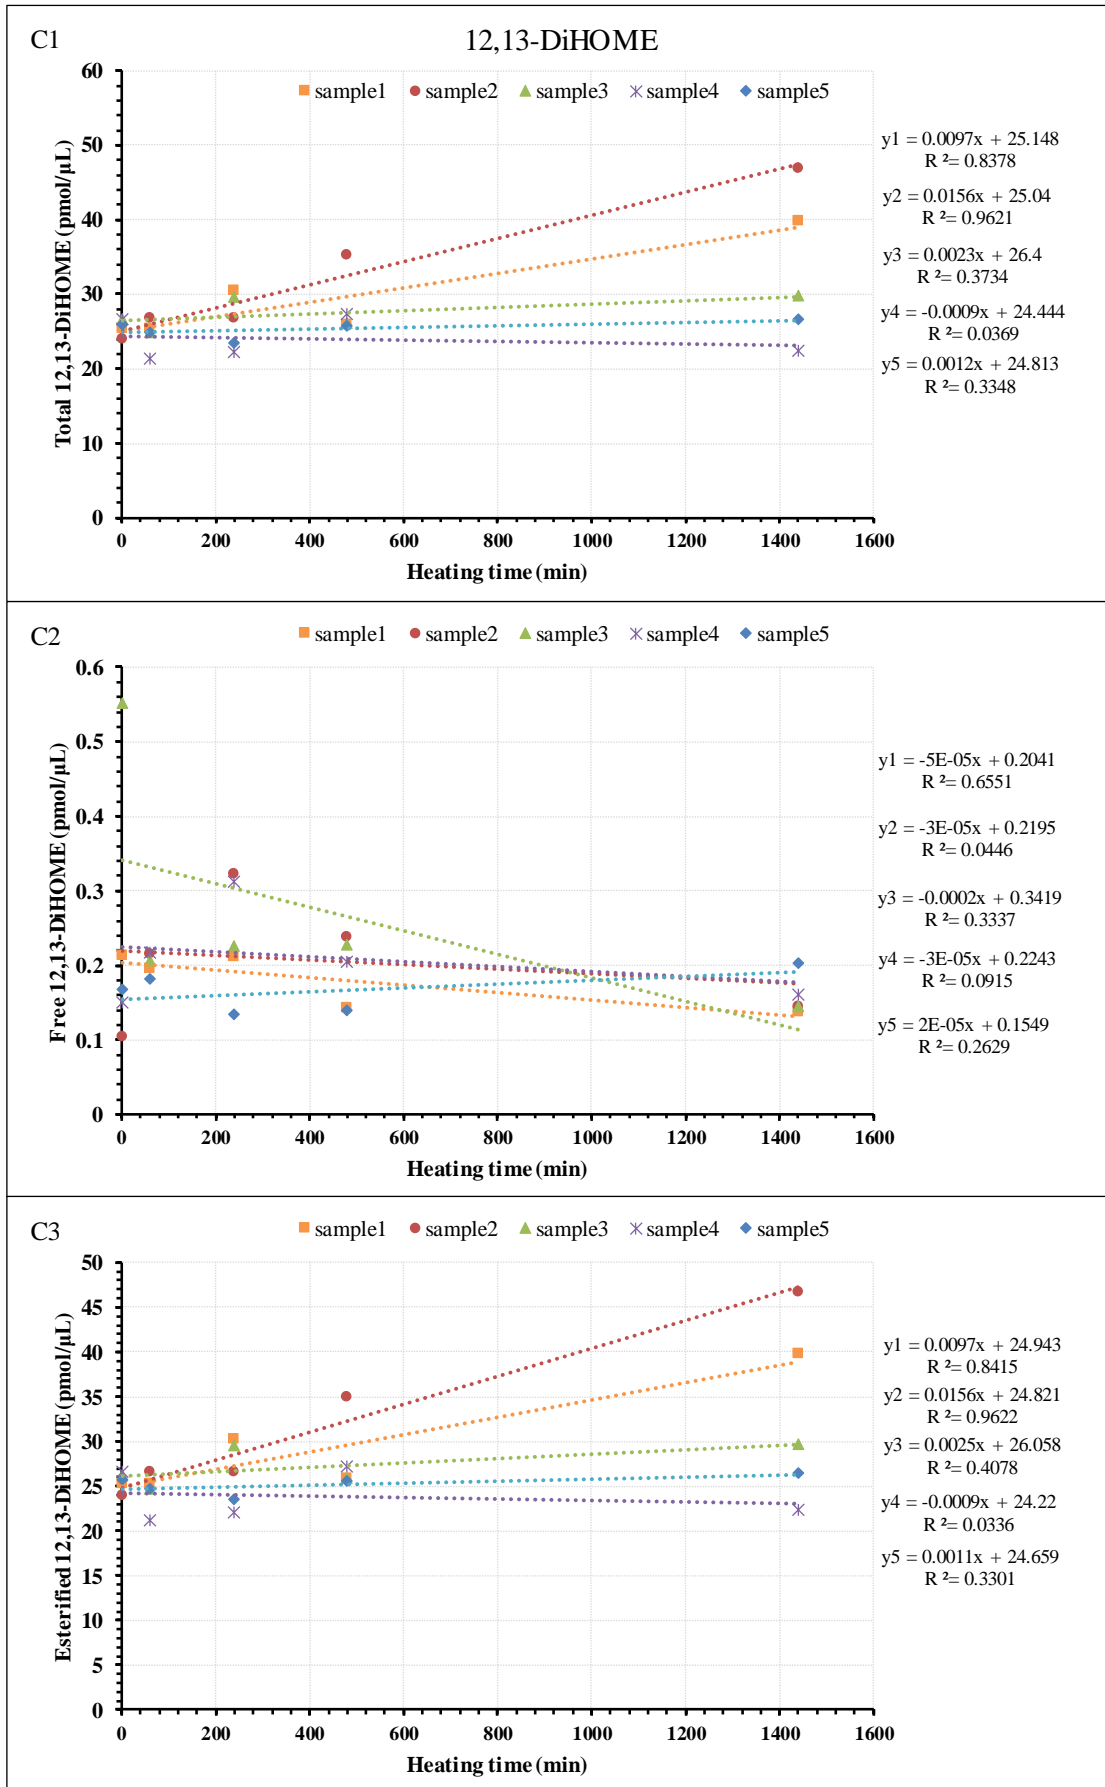 C1
12,13-DiHOME
sample1 sample2 sample3 sample4 sample5
Total 12,13-DiHOME (pmol/µL)
60
50
40
30
20
10
0
0 200 400 600 800 1000 1200 1400 1600
Heating time (min)
y1 = 0.0097x + 25.148
R ²= 0.8378
y2 = 0.0156x + 25.04
R ²= 0.9621
y3 = 0.0023x + 26.4
R ²= 0.3734
y4 = -0.0009x + 24.444
R ²= 0.0369
y5 = 0.0012x + 24.813
R ²= 0.3348
C2
sample1 sample2 sample3 sample4 sample5
Free 12,13-DiHOME (pmol/µL)
0.6
0.5
0.4
0.3
0.2
0.1
0
0 200 400 600 800 1000 1200 1400 1600
Heating time (min)
y1 = -5E-05x + 0.2041
R ²= 0.6551
y2 = -3E-05x + 0.2195
R ²= 0.0446
y3 = -0.0002x + 0.3419
R ²= 0.3337
y4 = -3E-05x + 0.2243
R ²= 0.0915
y5 = 2E-05x + 0.1549
R ²= 0.2629
C3
sample1 sample2 sample3 sample4 sample5
Esterified 12,13-DiHOME (pmol/µL)
50
45
40
35
30
25
20
15
10
5
0
0 200 400 600 800 1000 1200 1400 1600
Heating time (min)
y1 = 0.0097x + 24.943
R ²= 0.8415
y2 = 0.0156x + 24.821
R ²= 0.9622
y3 = 0.0025x + 26.058
R ²= 0.4078
y4 = -0.0009x + 24.22
R ²= 0.0336
y5 = 0.0011x + 24.659
R ²= 0.3301